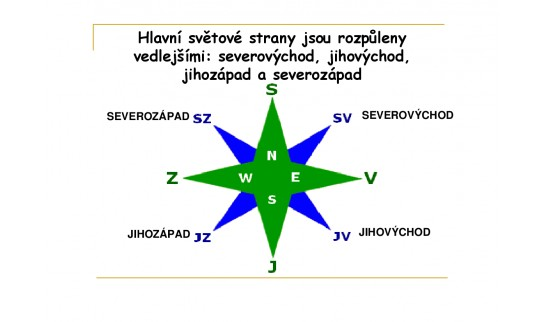 Hlavní světové strany jsou rozpůleny
vedlejšími: severovýchod, jihovýchod,
jihozápad a severozápad
S
SEVEROZÁPAD SZ
SV SEVEROVÝCHOD
N
Z W E V
S
JIHOZÁPAD JZ
JV JIHOVÝCHOD
J